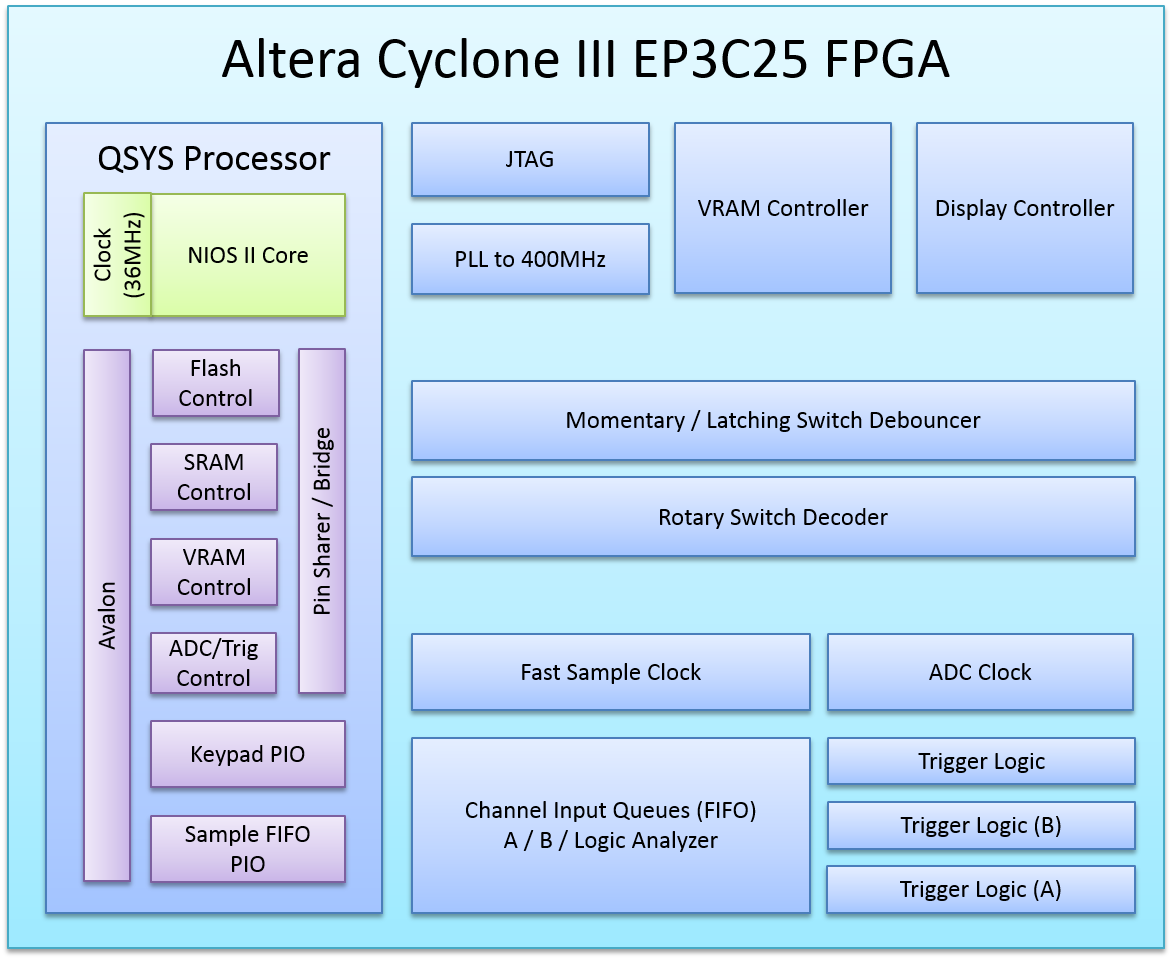 Altera Cyclone III EP3C25 FPGA
QSYS Processor
Clock
(36MHz)
NIOS II Core
Avalon
Flash
Control
SRAM
Control
VRAM
Control
ADC/Trig
Control
Pin Sharer / Bridge
Keypad PIO
Sample FIFO
PIO
JTAG
PLL to 400MHz
VRAM Controller
Display Controller
Momentary / Latching Switch Debouncer
Rotary Switch Decoder
Fast Sample Clock
ADC Clock
Channel Input Queues (FIFO)
A / B / Logic Analyzer
Trigger Logic
Trigger Logic (B)
Trigger Logic (A)